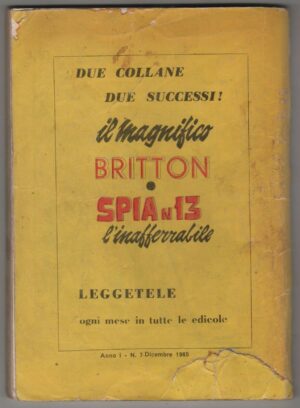 DUE COLLANE
DUE SUCCESSI!
il magnifico
BRITTON
•
SPIA N 13
l'inafferrabile
LEGGETELE
ogni mese in tutte le edicole
Anno I - N. 1 Dicembre 1965